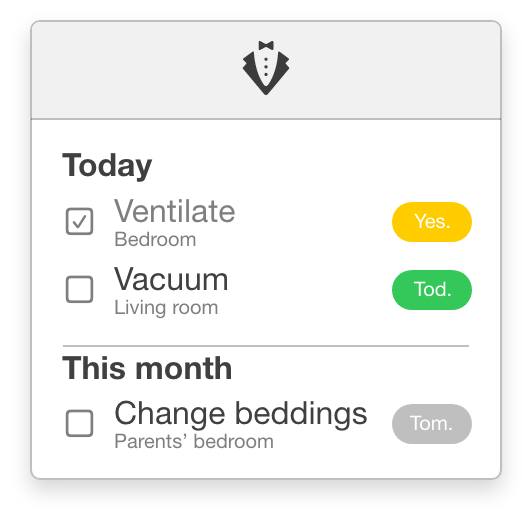 Today
Ventilate Yes.
Bedroom
Vacuum Tod.
Living room
This month
Change beddings Tom.
Parents’ bedroom